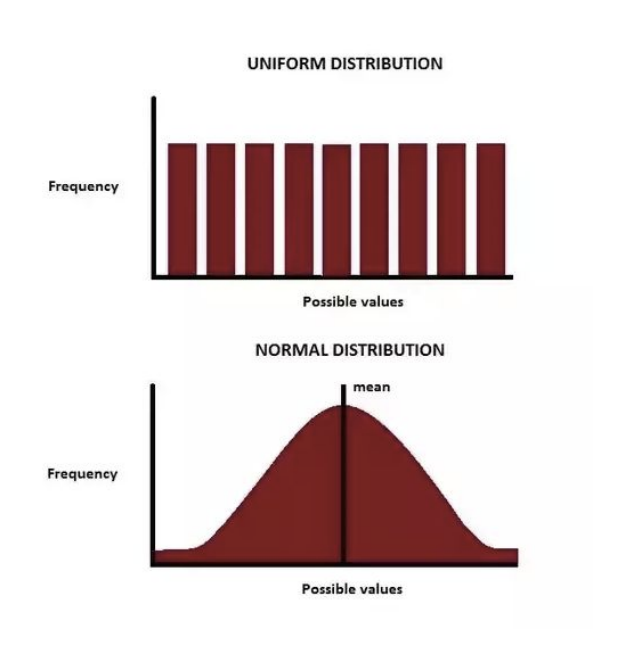 UNIFORM DISTRIBUTION
Frequency
Possible values
NORMAL DISTRIBUTION
mean
Frequency
Possible values